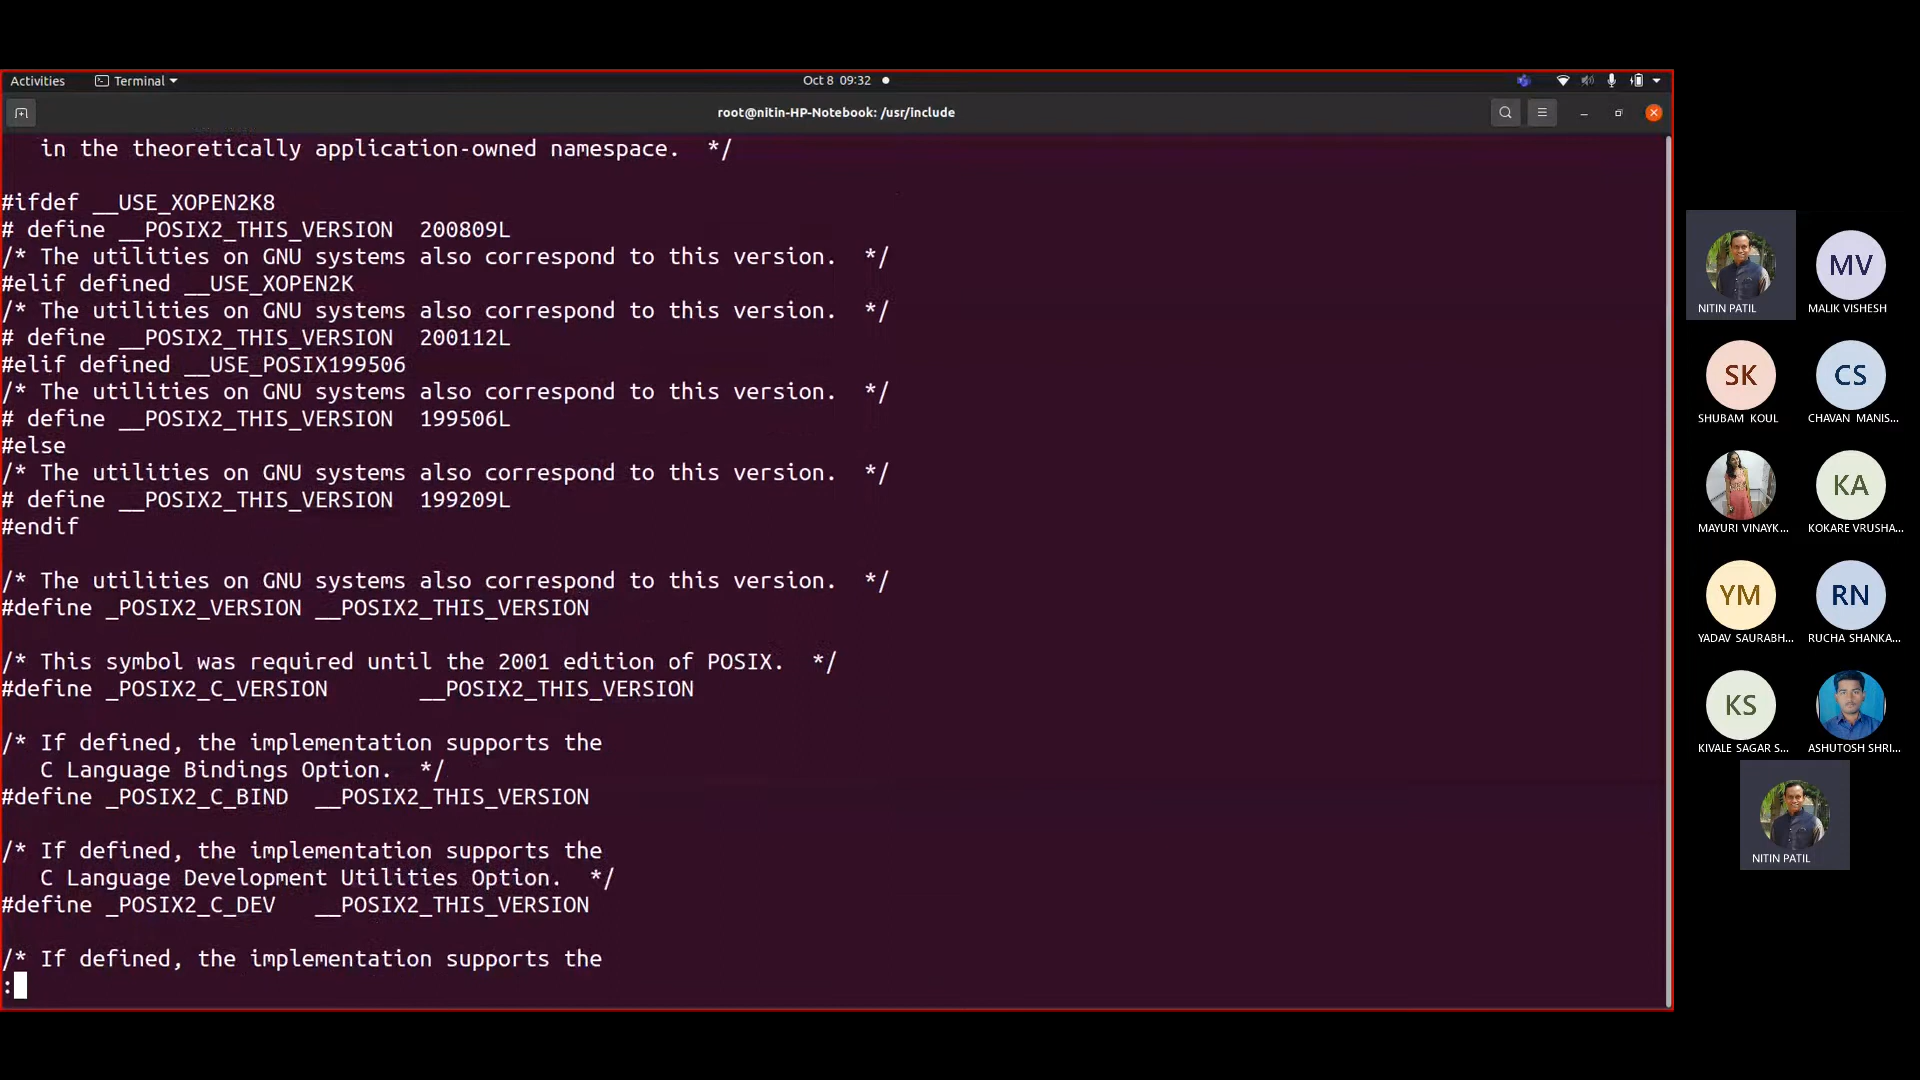 Activities
Terminal
Oct 8 09:32
root@nitin-HP-Notebook: /usr/include
in the theoretically application-owned namespace.  */
#ifdef __USE_XOPEN2K8
# define __POSIX2_THIS_VERSION  200809L
/* The utilities on GNU systems also correspond to this version.  */
#elif defined __USE_XOPEN2K
/* The utilities on GNU systems also correspond to this version.  */
# define __POSIX2_THIS_VERSION  200112L
#elif defined __USE_POSIX199506
/* The utilities on GNU systems also correspond to this version.  */
# define __POSIX2_THIS_VERSION  199506L
#else
/* The utilities on GNU systems also correspond to this version.  */
# define __POSIX2_THIS_VERSION  199209L
#endif
/* The utilities on GNU systems also correspond to this version.  */
#define _POSIX2_VERSION __POSIX2_THIS_VERSION
/* This symbol was required until the 2001 edition of POSIX.  */
#define _POSIX2_C_VERSION       __POSIX2_THIS_VERSION
/* If defined, the implementation supports the
C Language Bindings Option.  */
#define _POSIX2_C_BIND  __POSIX2_THIS_VERSION
/* If defined, the implementation supports the
C Language Development Utilities Option.  */
#define _POSIX2_C_DEV   __POSIX2_THIS_VERSION
/* If defined, the implementation supports the
:
NITIN PATIL
MV
MALIK VISHESH
SK
SHUBAM KOUL
CS
CHAVAN MANIS...
MAYURI VINAYK...
KA
KOKARE VRUSHA...
YM
YADAV SAURABH...
RN
RUCHA SHANKA...
KS
KIVALE SAGAR S...
ASHUTOSH SHRI...
NITIN PATIL